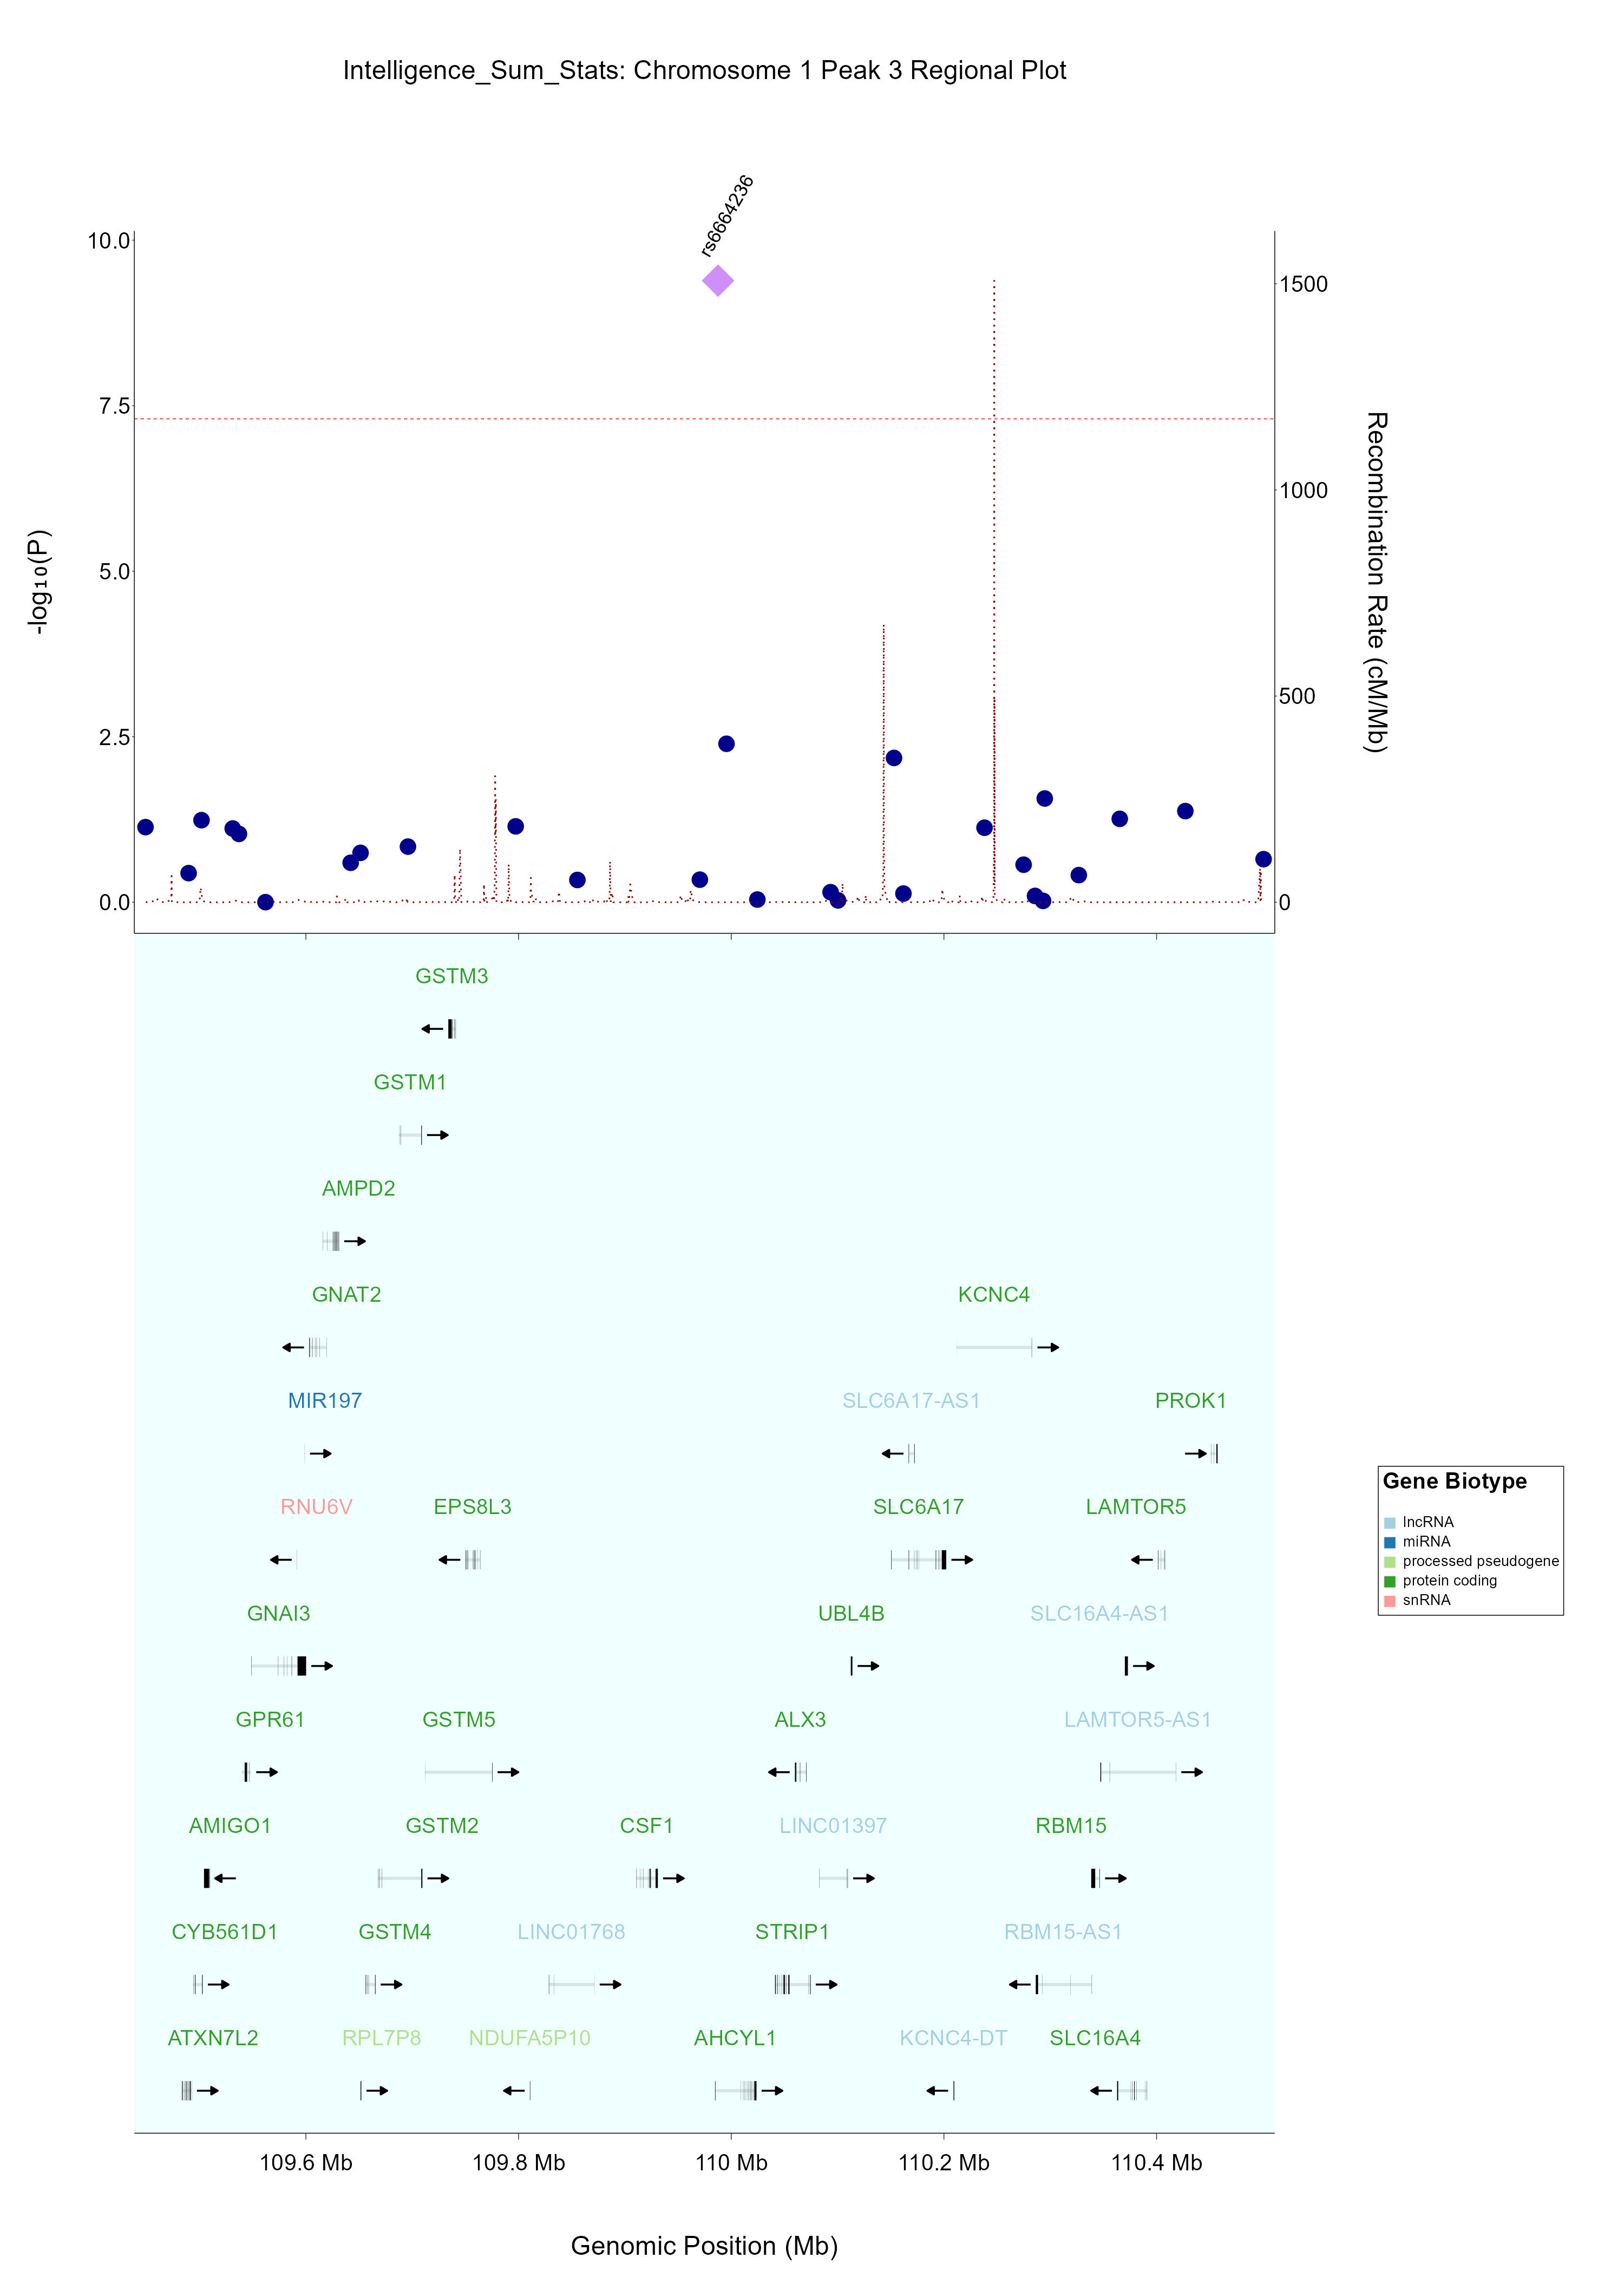 Intelligence_Sum_Stats: Chromosome 1 Peak 3 Regional Plot
rs6664236
10.0
7.5
5.0
2.5
0.0
-log₁₀(P)
1500
1000
500
0
Recombination Rate (cM/Mb)
GSTM3
GSTM1
AMPD2
GNAT2 KCNC4
MIR197 SLC6A17-AS1 PROK1
RNU6V EPS8L3 SLC6A17 LAMTOR5
GNAI3 UBL4B SLC16A4-AS1
GPR61 GSTM5 ALX3 LAMTOR5-AS1
AMIGO1 GSTM2 CSF1 LINC01397 RBM15
CYB561D1 GSTM4 LINC01768 STRIP1 RBM15-AS1
ATXN7L2 RPL7P8 NDUFA5P10 AHCYL1 KCNC4-DT SLC16A4
109.6 Mb 109.8 Mb 110 Mb 110.2 Mb 110.4 Mb
Genomic Position (Mb)
Gene Biotype
lncRNA
miRNA
processed pseudogene
protein coding
snRNA